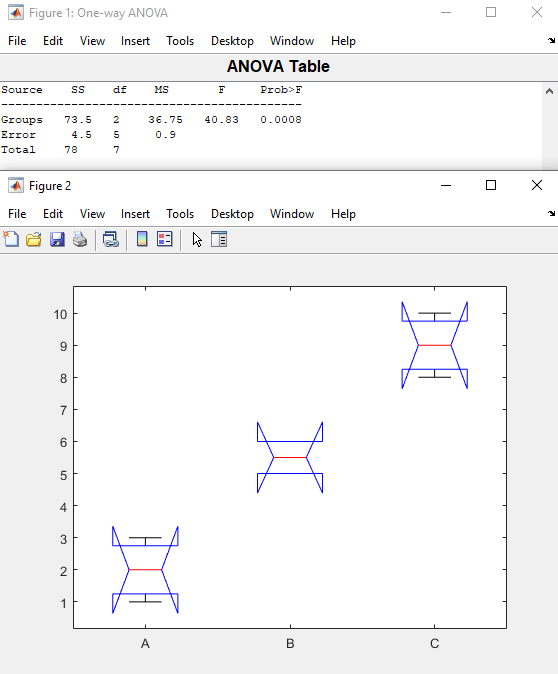 Figure 1: One-way ANOVA
File Edit View Insert Tools Desktop Window Help
ANOVA Table
Source SS df MS F Prob>F
Groups 73.5 2 36.75 40.83 0.0008
Error 4.5 5 0.9
Total 78 7
Figure 2
File Edit View Insert Tools Desktop Window Help
10
9
8
7
6
5
4
3
2
1
A B C